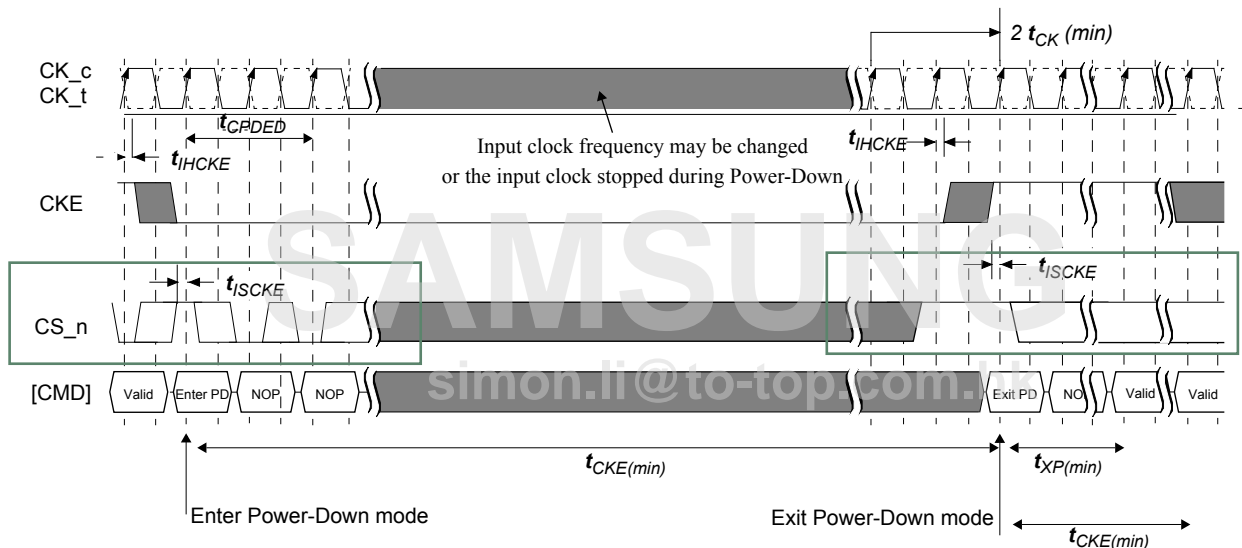 2 tCK (min)
CK_c
CK_t
tCPDED
tIHCKE
Input clock frequency may be changed
or the input clock stopped during Power-Down
tIHCKE
CKE
SAMSUNG
tISCKE
tISCKE
CS_n
simon.li@to-top.com.hk
[CMD] Valid Enter PD NOP NOP Exit PD NO Valid Valid
tCKE(min)
tXP(min)
Enter Power-Down mode
Exit Power-Down mode
tCKE(min)